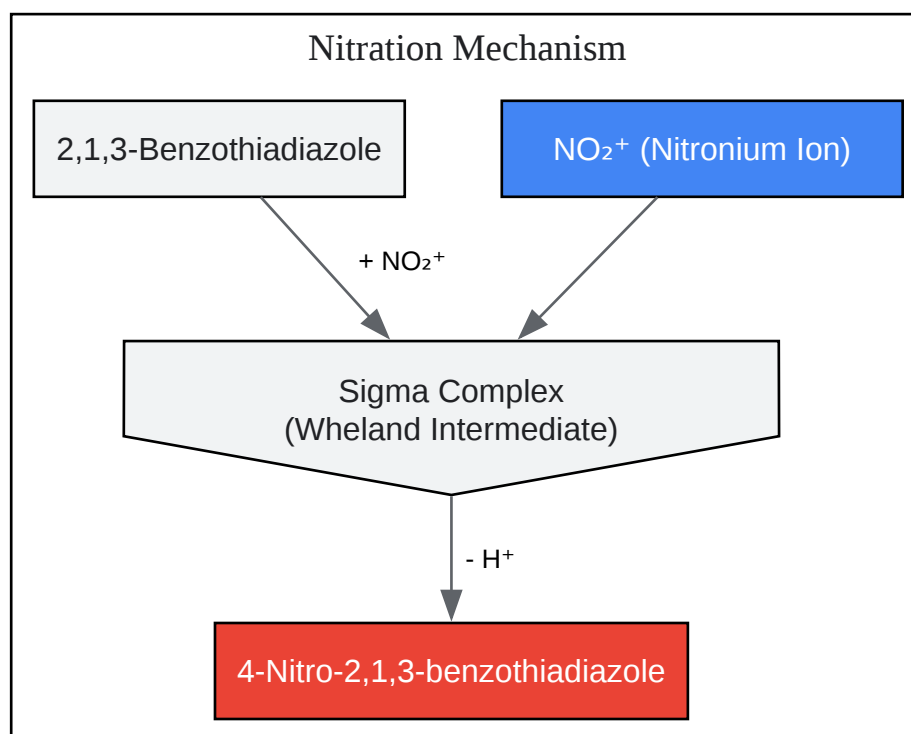 Nitration Mechanism
2,1,3-Benzothiadiazole
NO₂⁺ (Nitronium Ion)
+ NO₂⁺
Sigma Complex
(Wheland Intermediate)
- H⁺
4-Nitro-2,1,3-benzothiadiazole